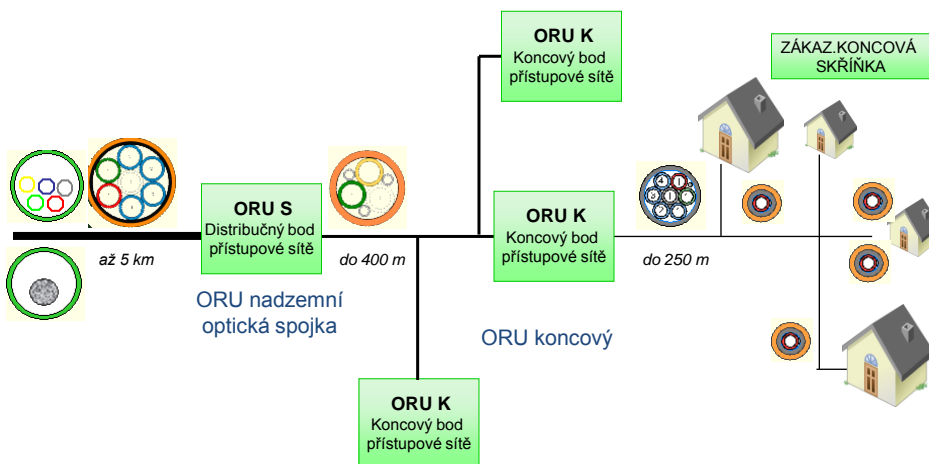 ORU K
Koncový bod
přístupové sítě
ZÁKAZ.KONCOVÁ
SKŘÍŇKA
ORU S
Distribučný bod
přístupové sítě
ORU K
Koncový bod
přístupové sítě
až 5 km
do 400 m
do 250 m
ORU nadzemní
optická spojka
ORU koncový
ORU K
Koncový bod
přístupové sítě